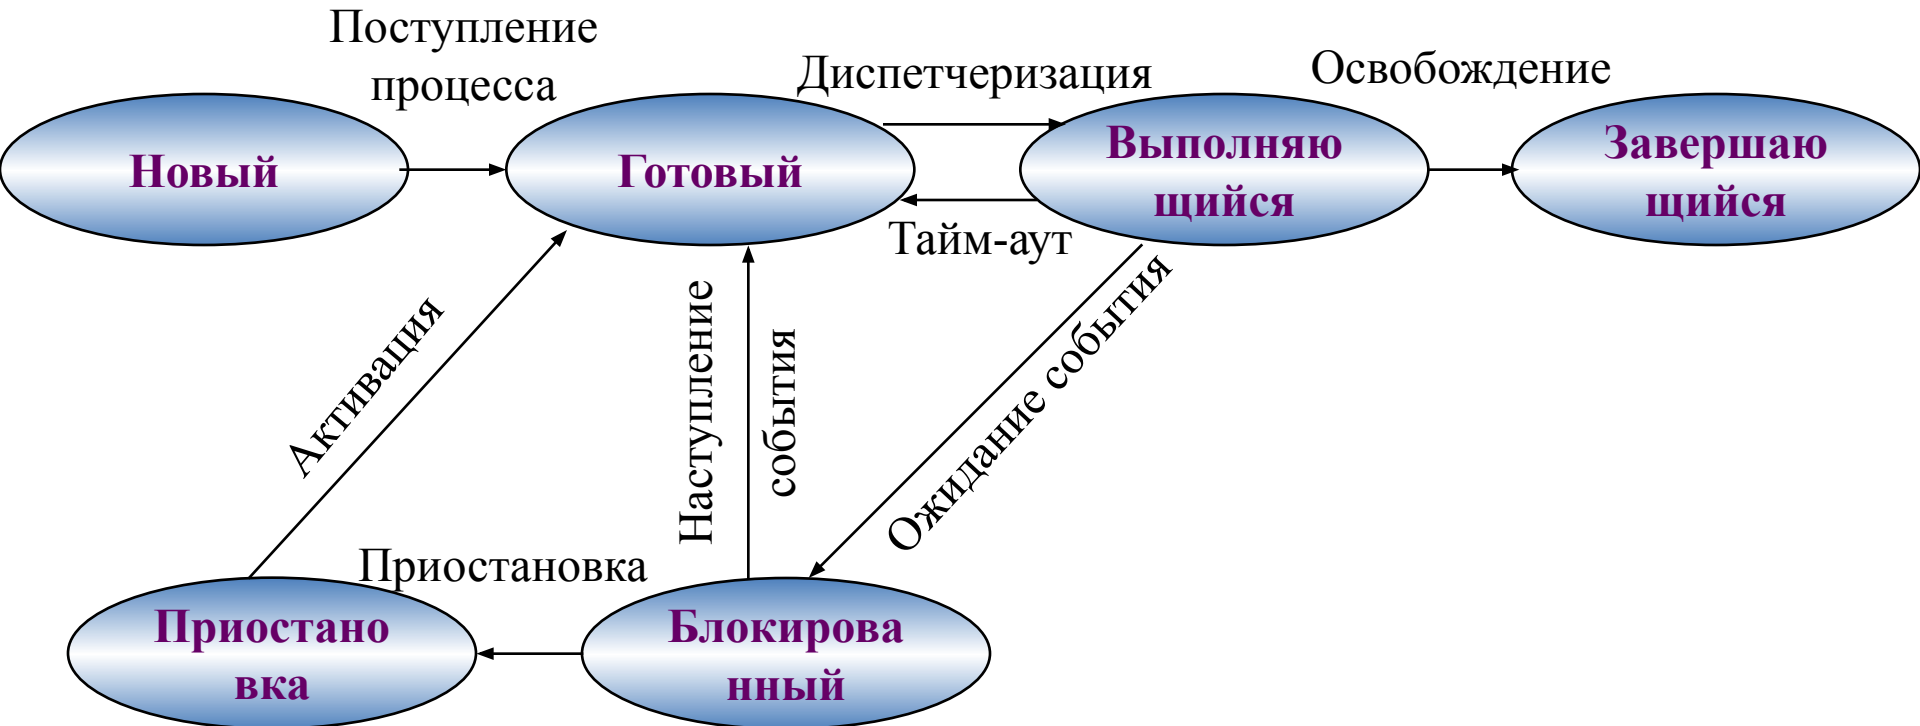 Поступление
процесса
Диспетчеризация
Освобождение
Новый
Готовый
Выполняю
щийся
Завершаю
щийся
Тайм-аут
Активация
Наступление
события
Ожидание события
Приостановка
Приостано
вка
Блокирова
нный